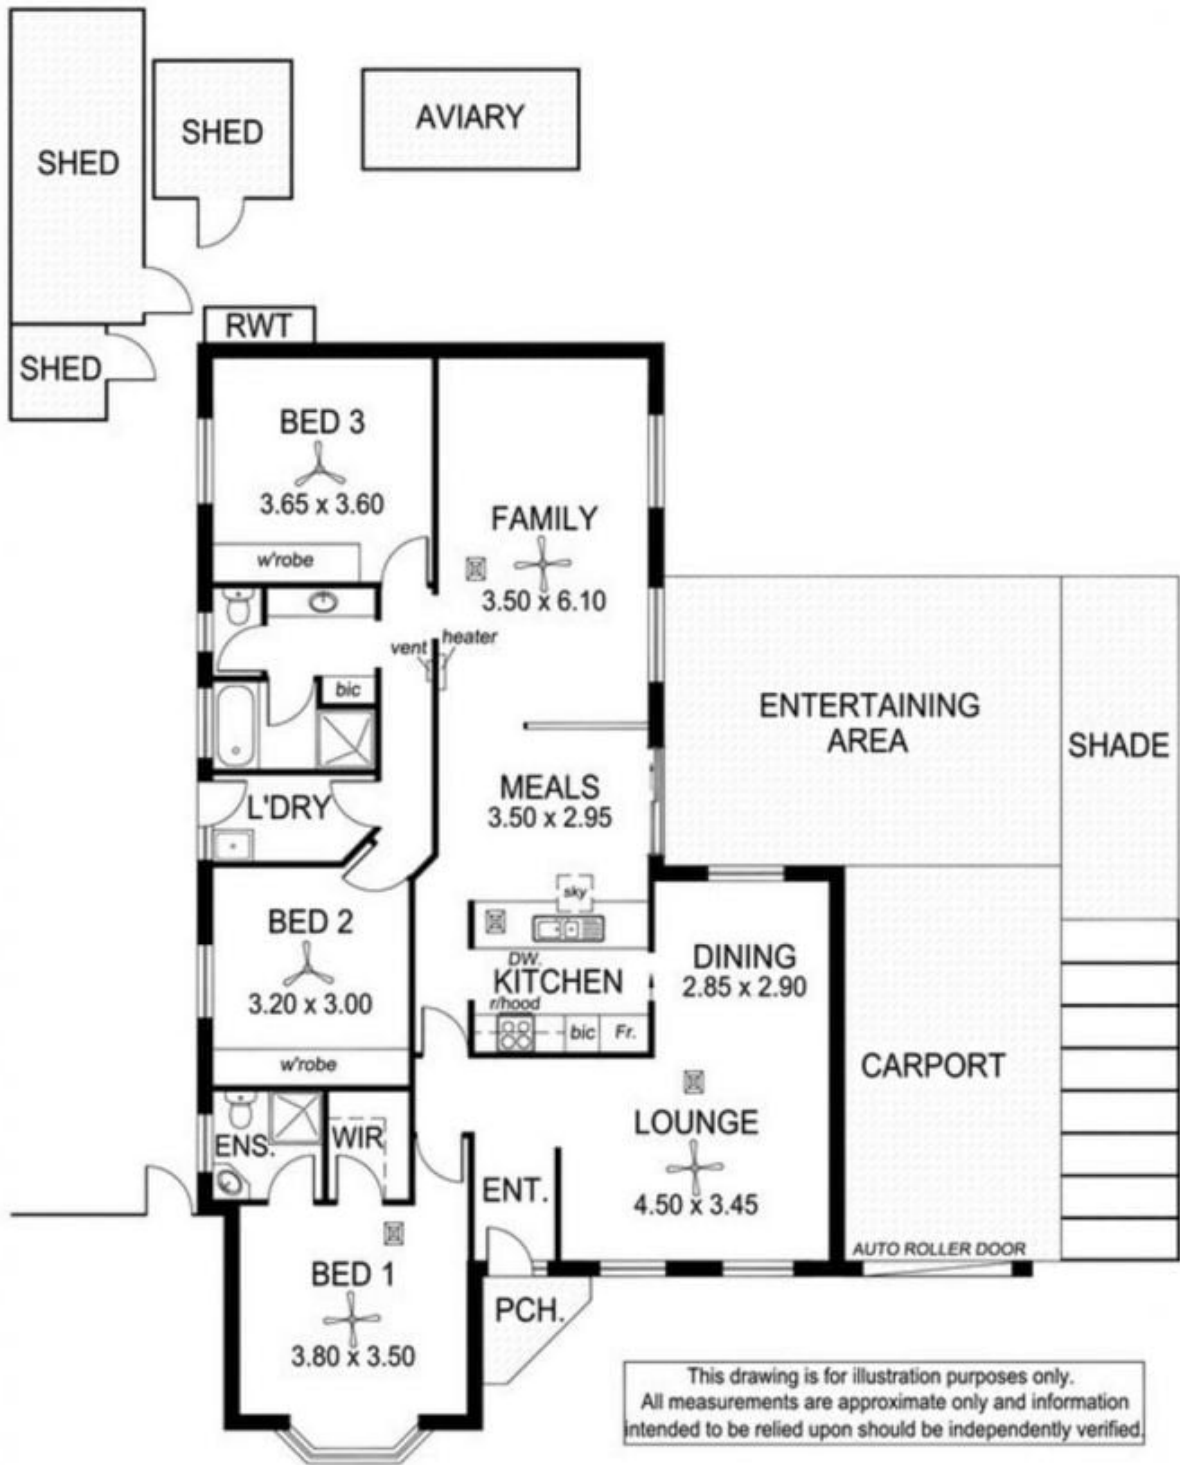 SHED
SHED
AVIARY
SHED
RWT
BED 3
3.65 x 3.60
w'robe
FAMILY
3.50 x 6.10
vent
heater
bic
ENTERTAINING
AREA
SHADE
MEALS
3.50 x 2.95
L'DRY
sky
BED 2
3.20 x 3.00
w'robe
DW.
KITCHEN
r/hood
bic
Fr.
DINING
2.85 x 2.90
CARPORT
LOUNGE
4.50 x 3.45
ENS.
WIR
ENT.
AUTO ROLLER DOOR
BED 1
3.80 x 3.50
PCH.
This drawing is for illustration purposes only.
All measurements are approximate only and information
intended to be relied upon should be independently verified.